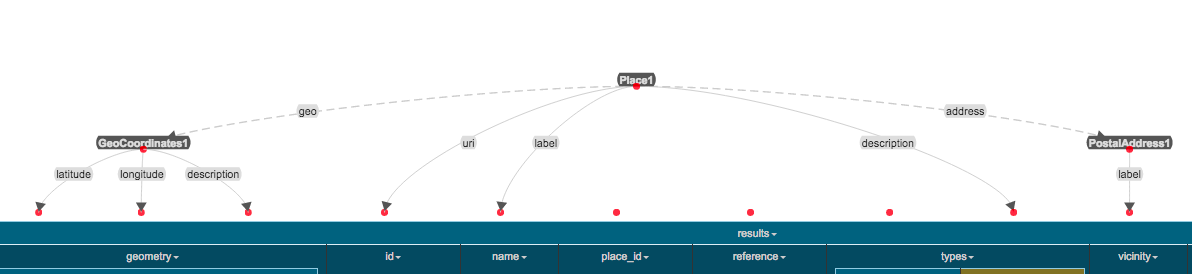 Place1
geo
address
GeoCoordinates1
uri
label
description
PostalAddress1
latitude
longitude
description
label
results
geometry
id
name
place_id
reference
types
vicinity